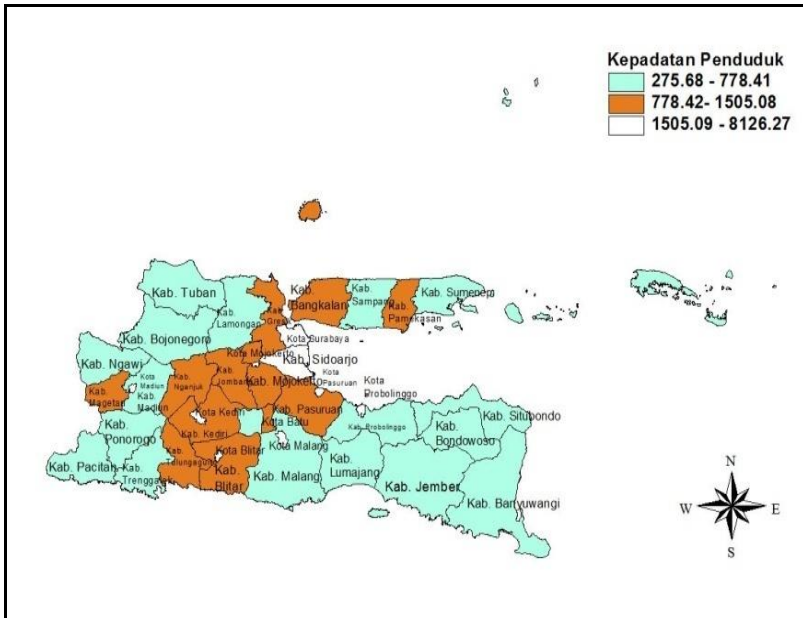 Kepadatan Penduduk
275.68 - 778.41
778.42- 1505.08
1505.09 - 8126.27
Kab. Tuban
Kab.
Lamongan
Kab.
Gresik
Kab.
Bangkalan
Kab.
Sampang
Kab.
Pamekasan
Kab. Sumenep
Kab. Bojonegoro
Kota Surabaya
Kab. Ngawi
Kota Mojokerto
Kab. Sidoarjo
Kota
Madiun
Kab.
Nganjuk
Kab.
Jombang
Kab. Mojokerto
Kota
Pasuruan
Kota
Probolinggo
Kab.
Magetan
Kab.
Madiun
Kota Kediri
Kab. Pasuruan
Kab. Situbondo
Kab.
Ponorogo
Kab. Kediri
Kota Batu
Kab. Probolinggo
Kab.
Bondowoso
Kab. Pacitan
Kab.
Trenggalek
Kab.
Tulungagung
Kota Blitar
Kota Malang
Kab.
Blitar
Kab. Malang
Kab.
Lumajang
Kab. Jember
Kab. Banyuwangi
N
W
E
S